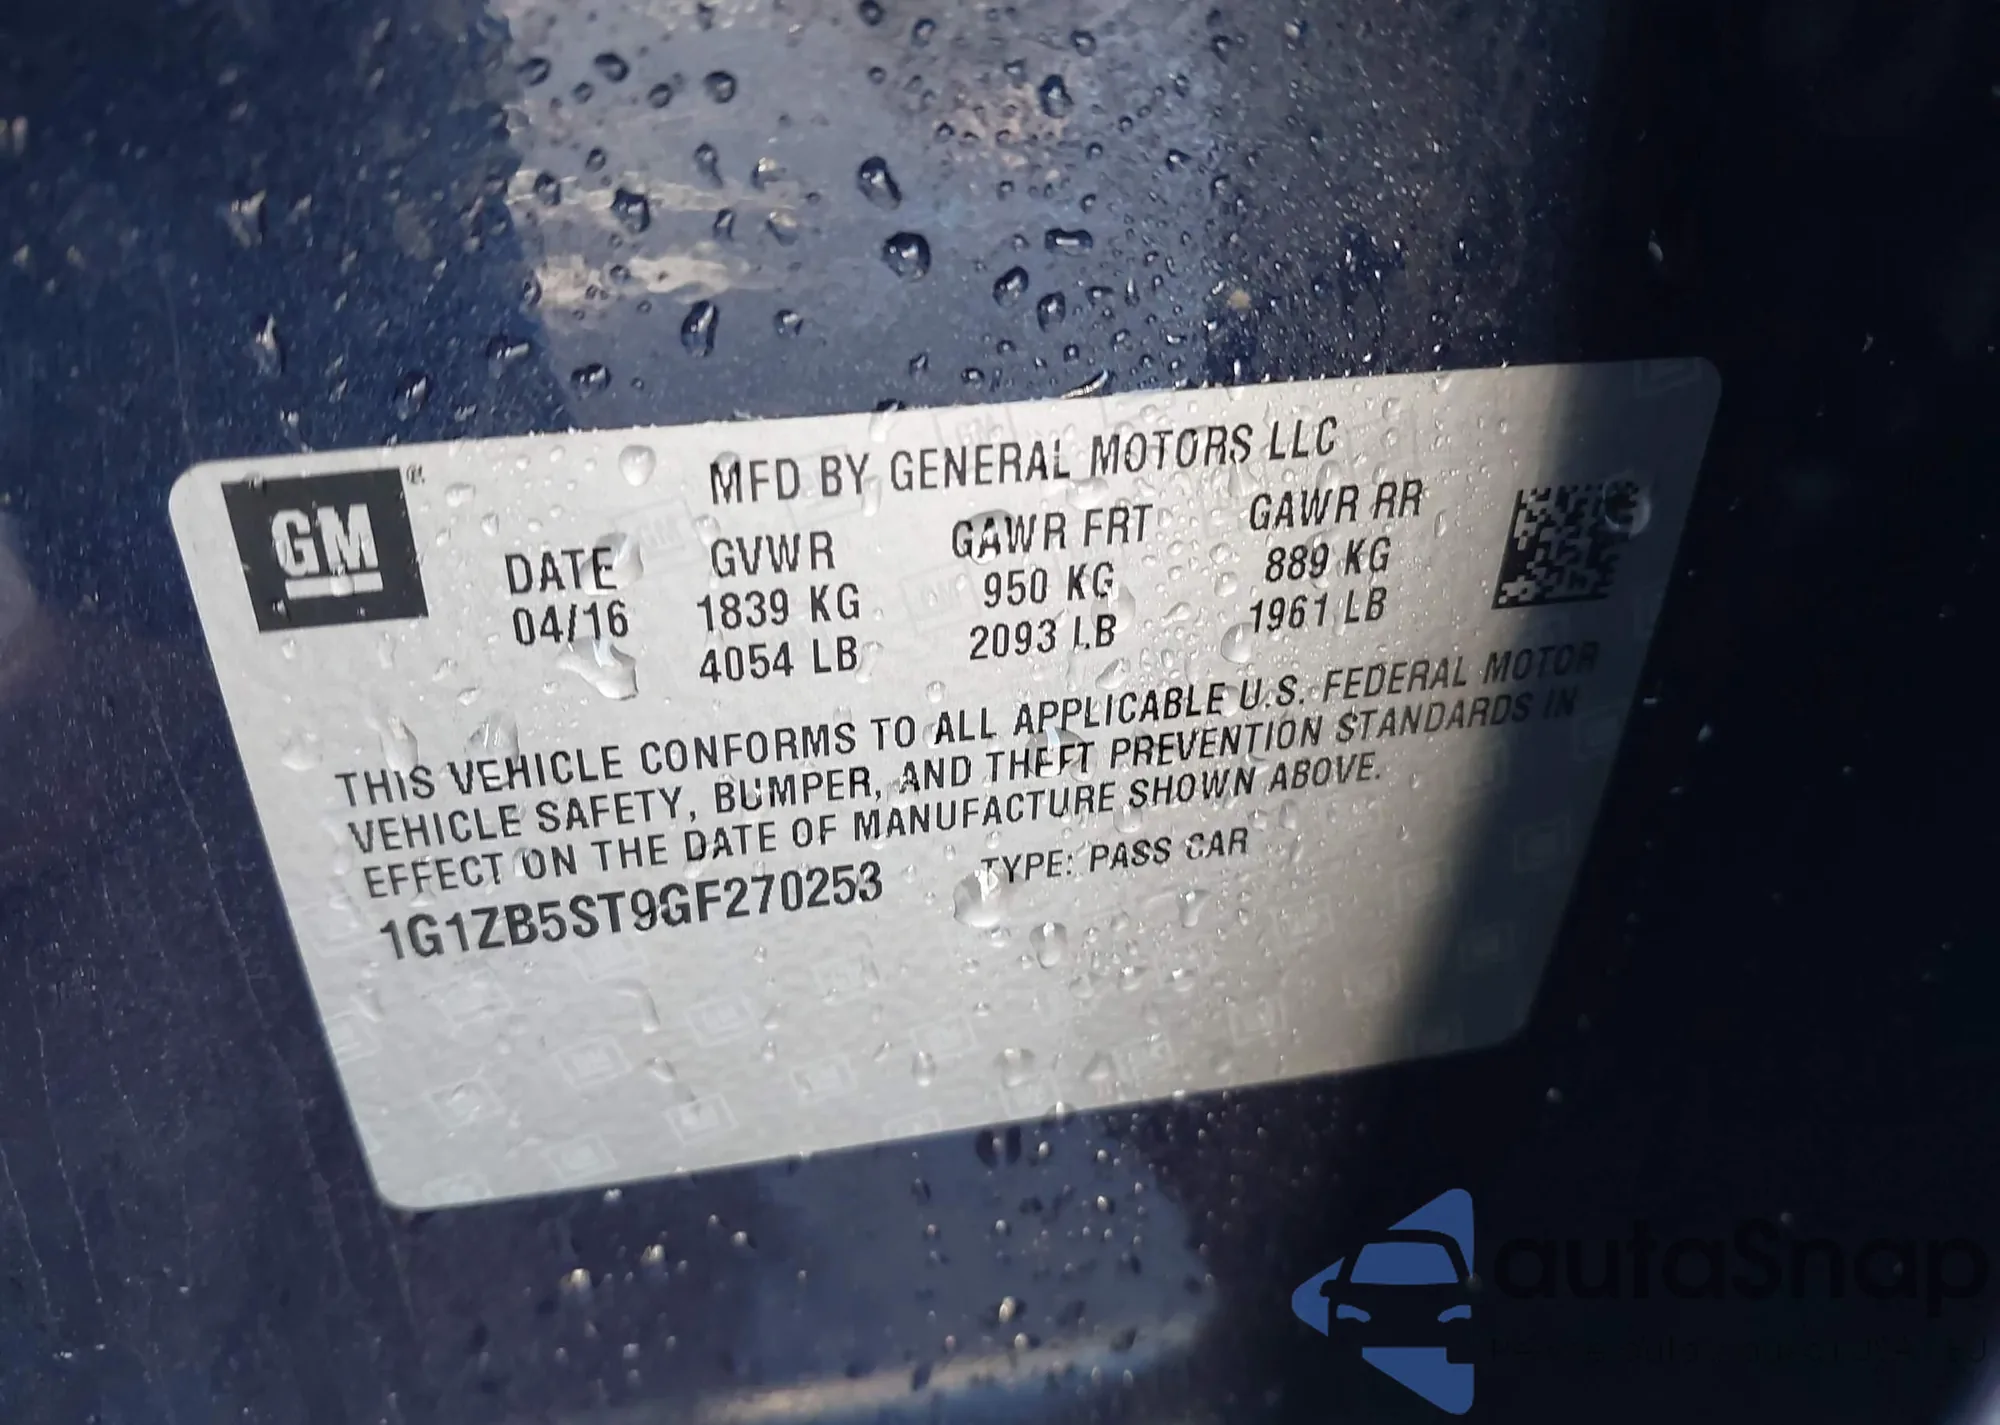 GM
MFD BY GENERAL MOTORS LLC
DATE GVWR GAWR FRT GAWR RR
04/16 1839 KG 950 KG 889 KG
4054 LB 2093 LB 1961 LB
THIS VEHICLE CONFORMS TO ALL APPLICABLE U.S. FEDERAL MOTOR
VEHICLE SAFETY, BUMPER, AND THEFT PREVENTION STANDARDS IN
EFFECT ON THE DATE OF MANUFACTURE SHOWN ABOVE.
1G1ZB5ST9GF270253 TYPE: PASS CAR
autaSnap